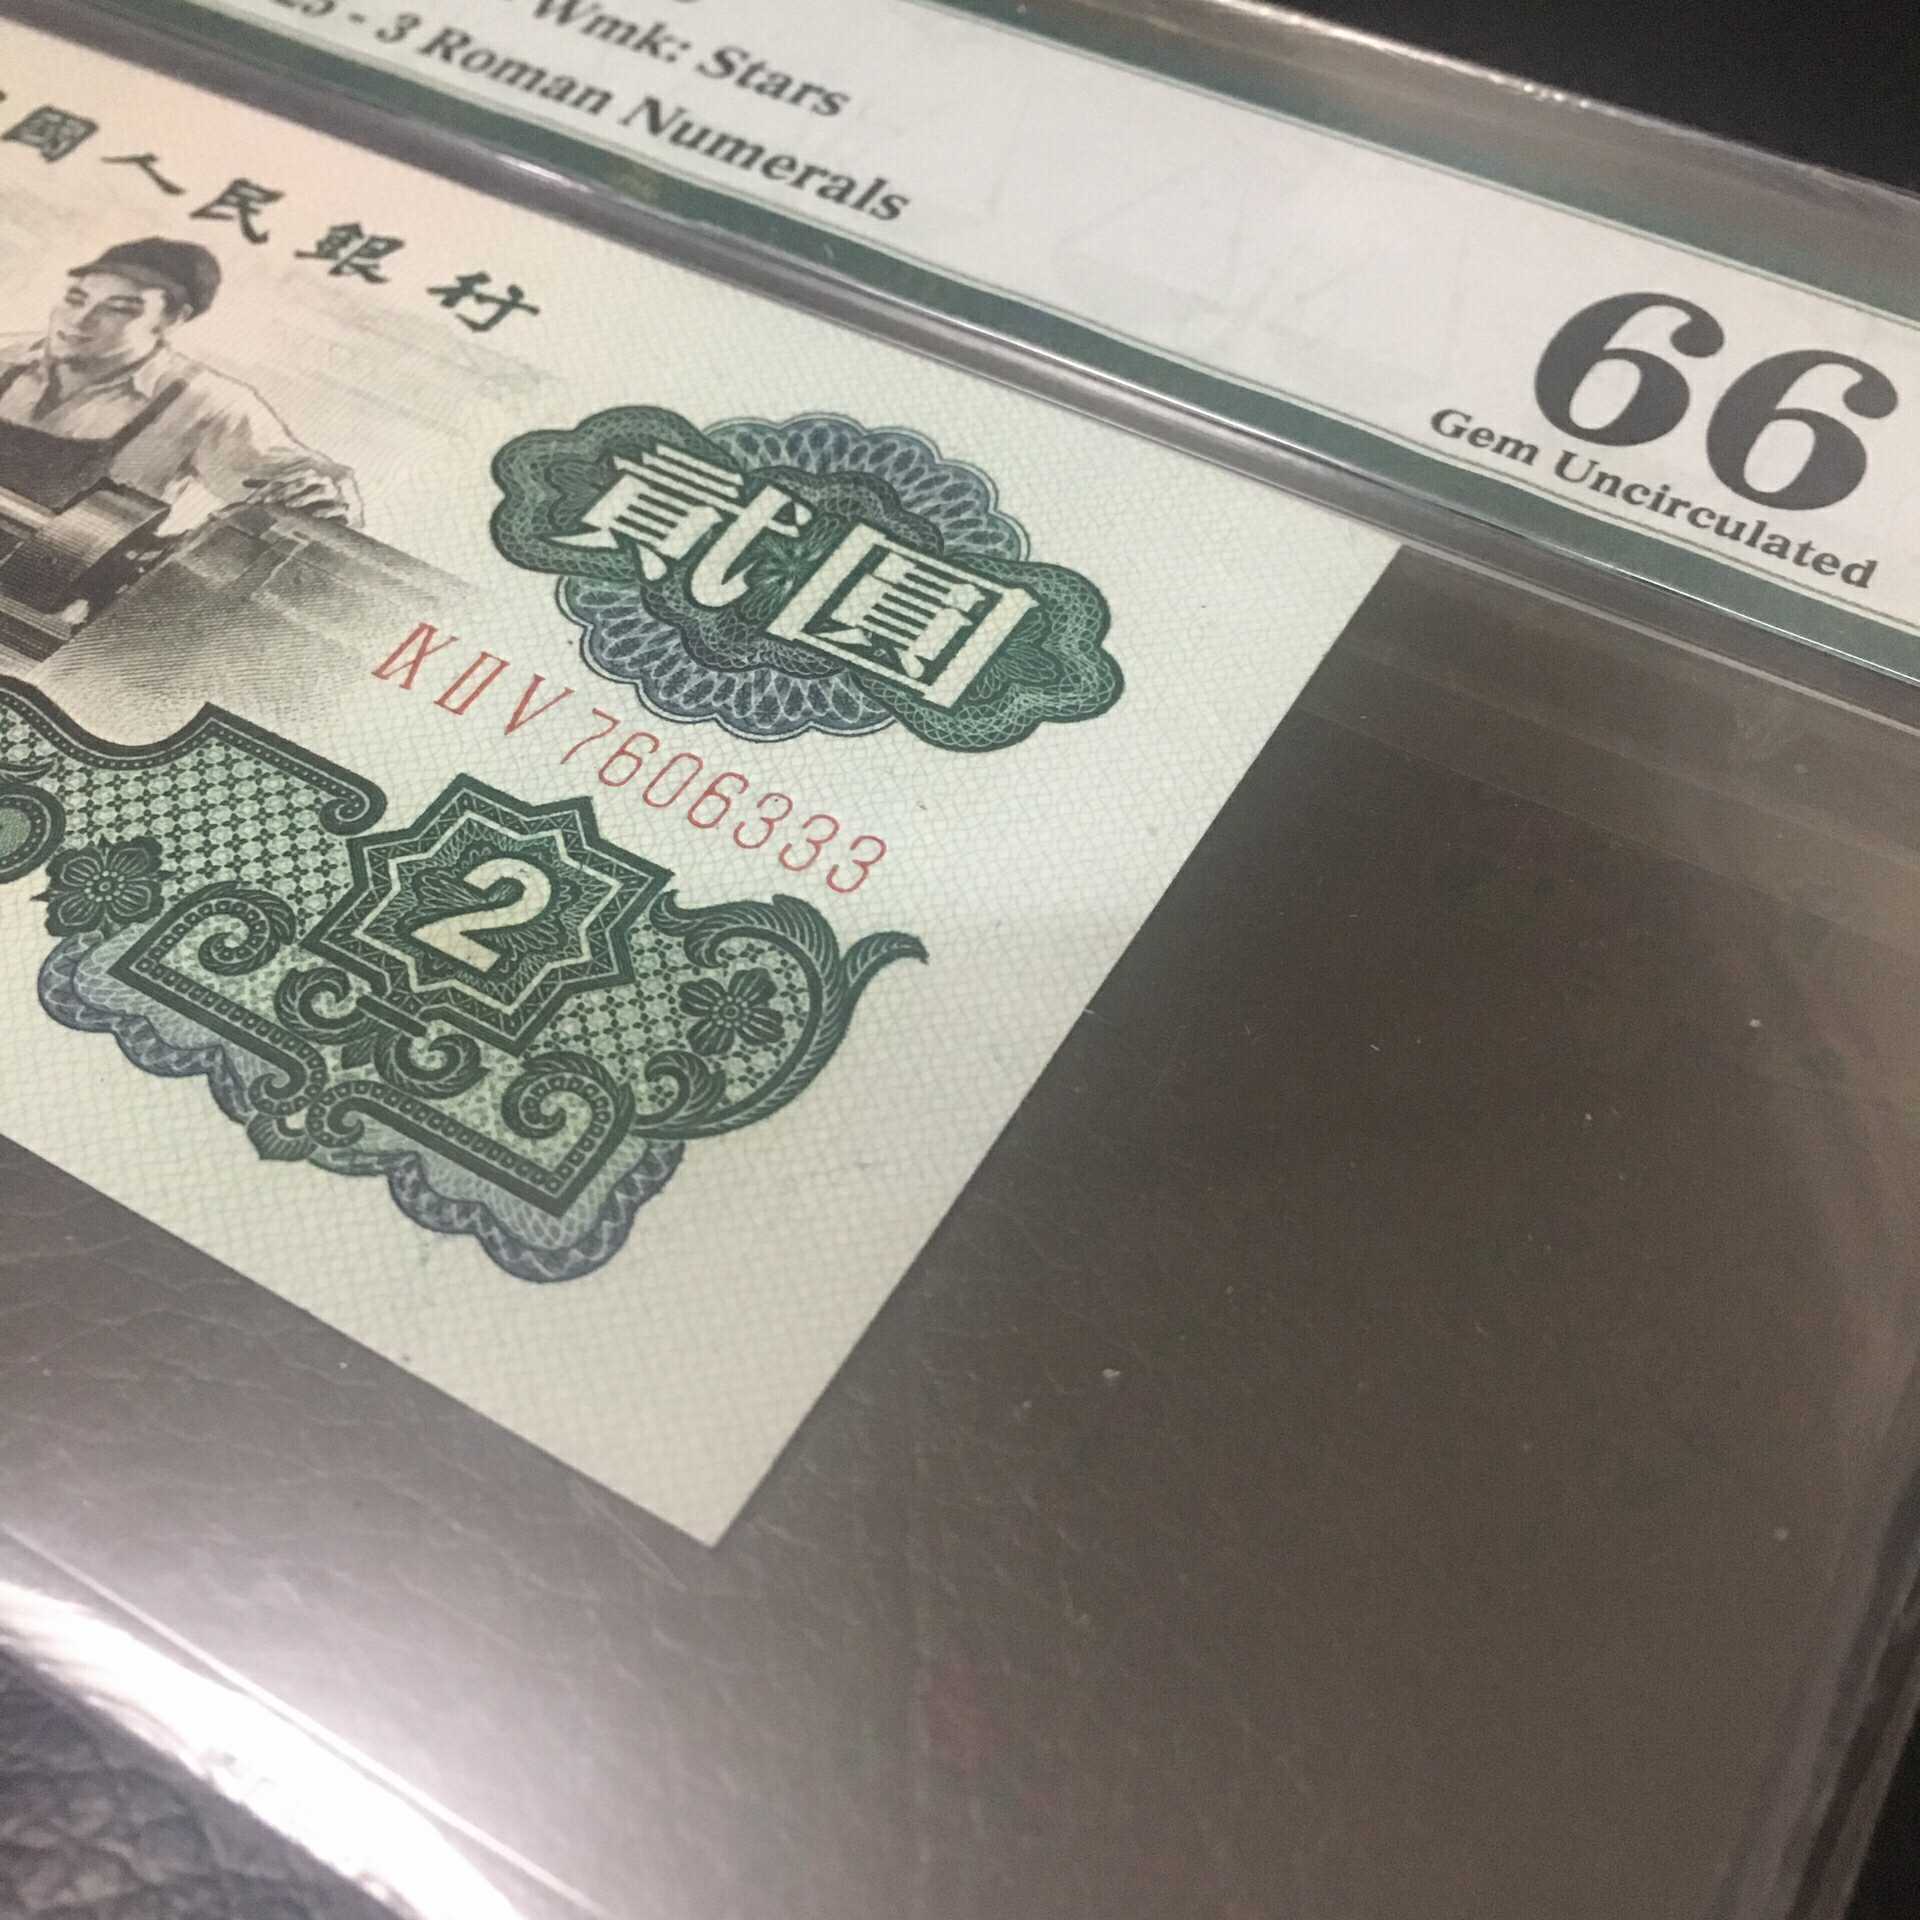 Wmk: Stars
- 3 Roman Numerals
66
Gem Uncirculated
國人民銀行
貳圓
IX II V 7606333
2